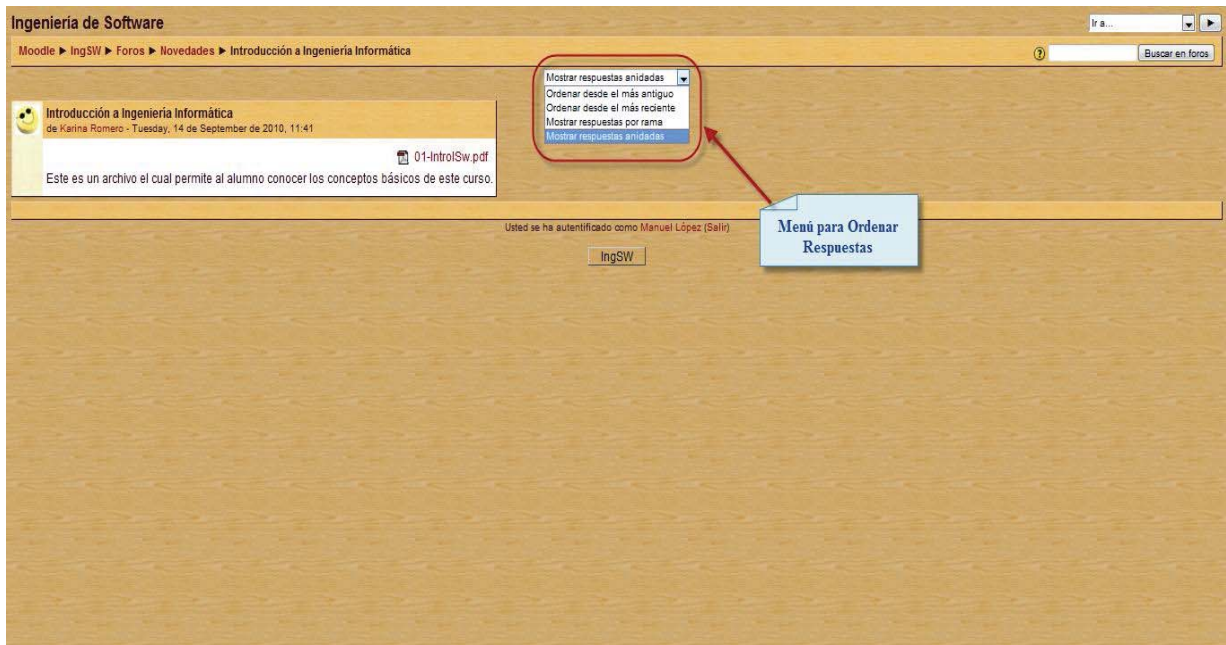 Ingeniería de Software
Ir a...
Moodle ► IngSW ► Foros ► Novedades ► Introducción a Ingeniería Informática
Buscar en foros
Mostrar respuestas anidadas
Ordenar desde el más antiguo
Ordenar desde el más reciente
Mostrar respuestas por rama
Mostrar respuestas anidadas
Introducción a Ingeniería Informática
de Karina Romero - Tuesday, 14 de September de 2010, 11:41
01-IntroISw.pdf
Este es un archivo el cual permite al alumno conocer los conceptos básicos de este curso.
Menú para Ordenar
Respuestas
Usted se ha autentificado como Manuel López (Salir)
IngSW